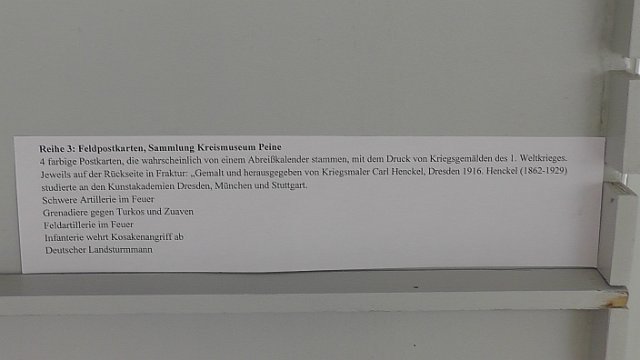 Reihe 3: Feldpostkarten, Sammlung Kreismuseum Peine
4 farbige Postkarten, die wahrscheinlich von einem Abreißkalender stammen, mit dem Druck von Kriegsgemälden des 1. Weltkrieges.
Jeweils auf der Rückseite in Fraktur: „Gemalt und herausgegeben von Kriegsmaler Carl Henckel, Dresden 1916. Henckel (1862-1929)
studierte an den Kunstakademien Dresden, München und Stuttgart.
Schwere Artillerie im Feuer
Grenadiere gegen Turkos und Zuaven
Feldartillerie im Feuer
Infanterie wehrt Kosakenangriff ab
Deutscher Landsturmmann